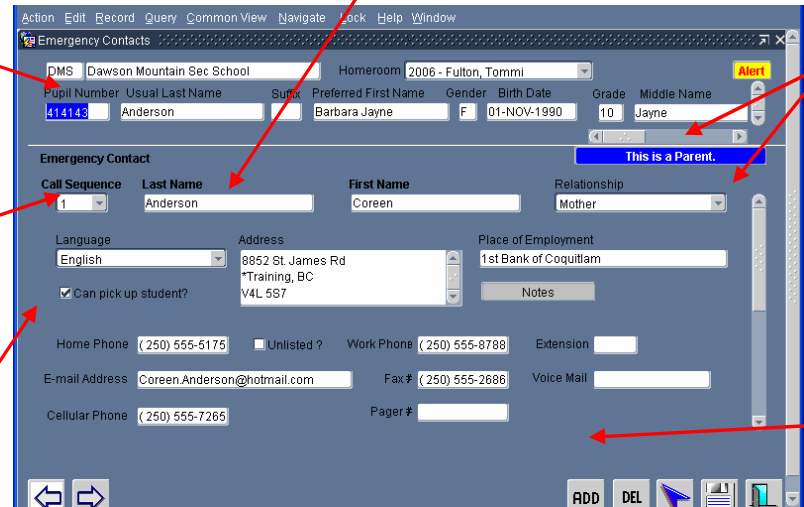 Action Edit Record Query Common View Navigate Lock Help Window
Emergency Contacts
DMS Dawson Mountain Sec School Homeroom 2006 - Fulton, Tommi Alert
Pupil Number Usual Last Name Suffix Preferred First Name Gender Birth Date Grade Middle Name
414143 Anderson Barbara Jayne F 01-NOV-1990 10 Jayne
Emergency Contact This is a Parent.
Call Sequence Last Name First Name Relationship
1 Anderson Coreen Mother
Language Address Place of Employment
English 8852 St. James Rd 1st Bank of Coquitlam
*Training, BC
Can pick up student? V4L 5S7 Notes
Home Phone ( 250) 555-5175 Unlisted ? Work Phone ( 250) 555-8788 Extension
E-mail Address Coreen.Anderson@hotmail.com Fax # ( 250) 555-2686 Voice Mail
Cellular Phone ( 250) 555-7265 Pager #
ADD DEL